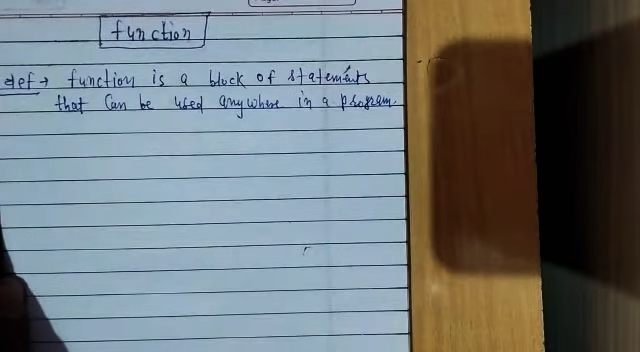 function
def → function is a block of statements
that can be used anywhere in a program.